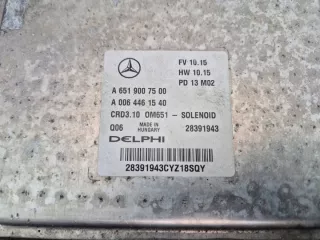 FV 10.15
HW 10.15
PD 13 M02
A 651 900 75 00
A 006 446 15 40
CRD3.10 OM651 - SOLENOID
Q06 MADE IN HUNGARY 28391943
DELPHI
28391943CYZ18SQY